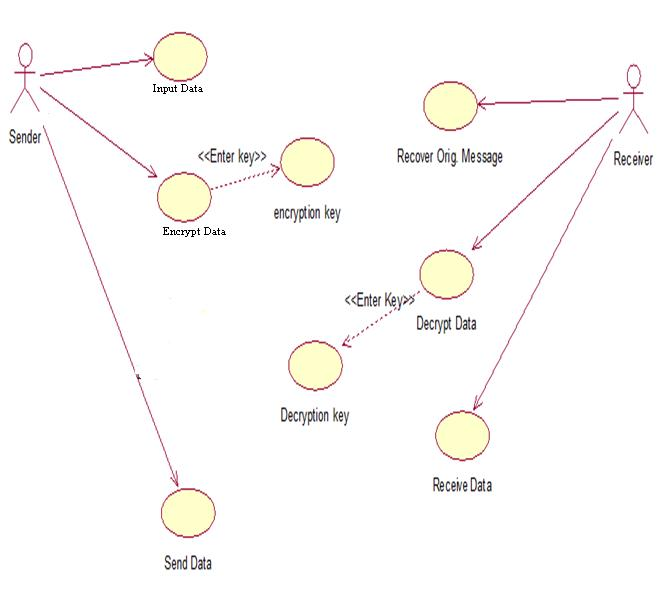 Input Data
Sender
Recover Orig. Message
Receiver
<<Enter key>>
encryption key
Encrypt Data
<<Enter Key>>
Decrypt Data
Decryption key
Receive Data
Send Data